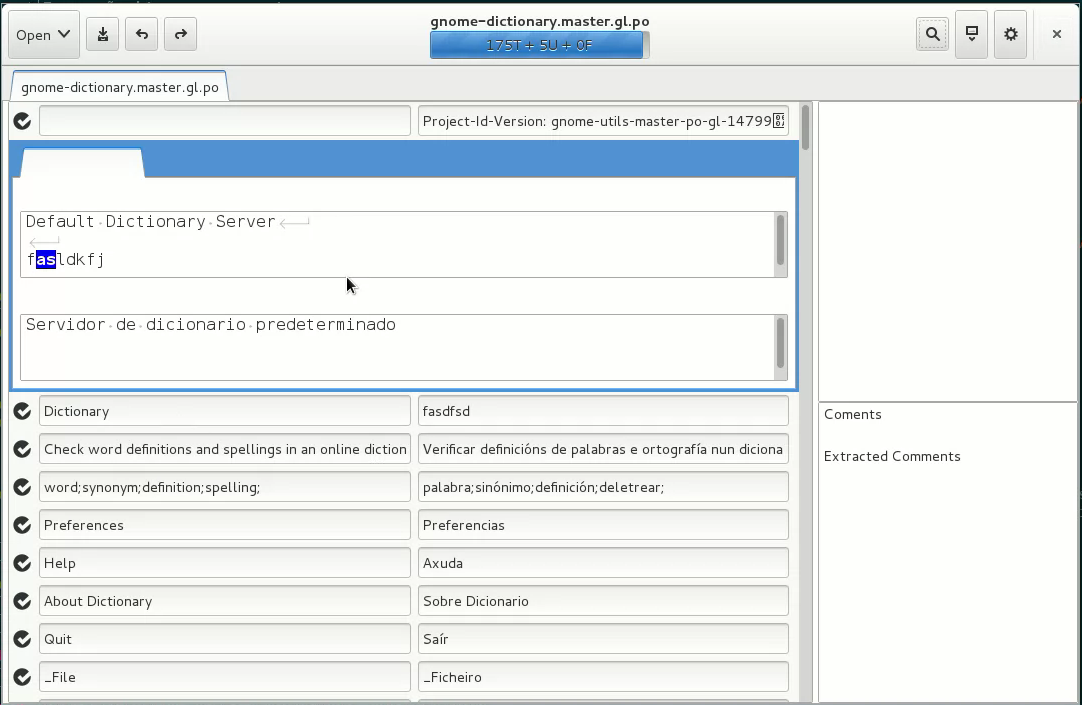 gnome-dictionary.master.gl.po
Open
175T + 5U + 0F
gnome-dictionary.master.gl.po
Project-Id-Version: gnome-utils-master-po-gl-14799
Default·Dictionary·Server
fasldkfj
Servidor·de·dicionario·predeterminado
Dictionary fasdfsd
Check word definitions and spellings in an online diction Verificar definicións de palabras e ortografía nun diciona
word;synonym;definition;spelling; palabra;sinónimo;definición;deletrear;
Preferences Preferencias
Help Axuda
About Dictionary Sobre Dicionario
Quit Saír
_File _Ficheiro
Coments
Extracted Comments